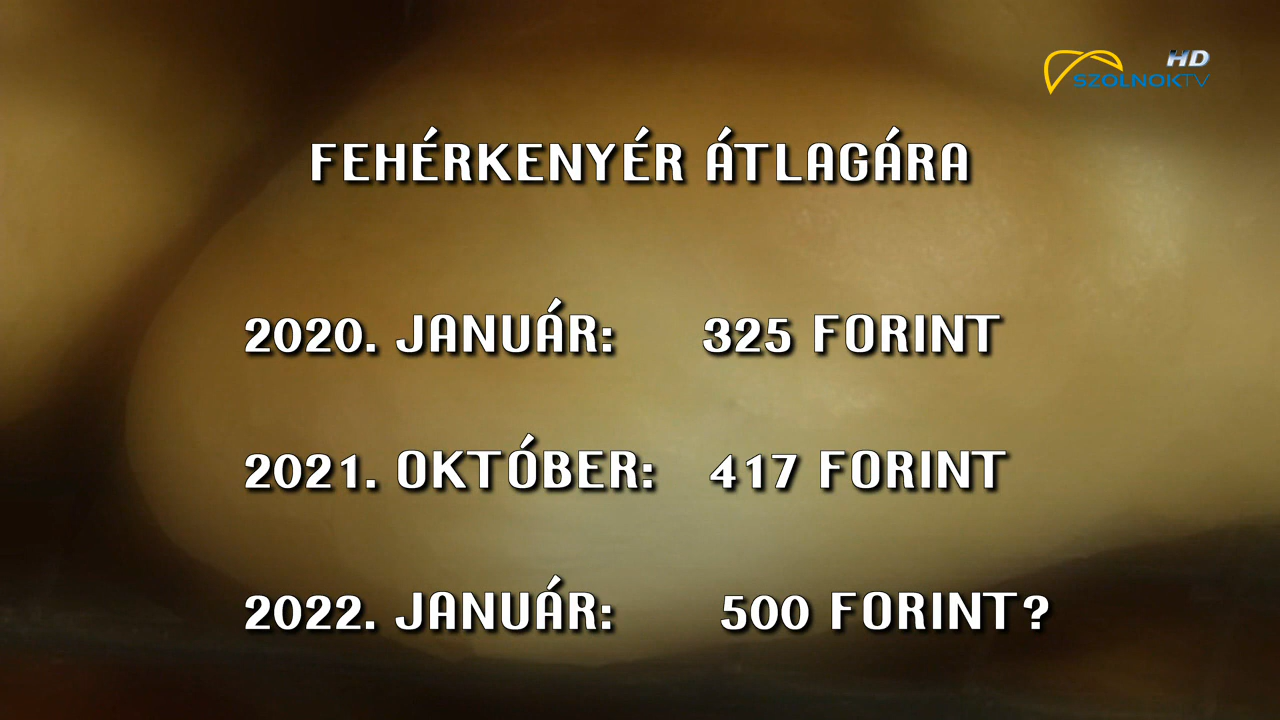 HD
SZOLNOKTV
FEHÉRKENYÉR ÁTLAGÁRA
2020. JANUÁR: 325 FORINT
2021. OKTÓBER: 417 FORINT
2022. JANUÁR: 500 FORINT?